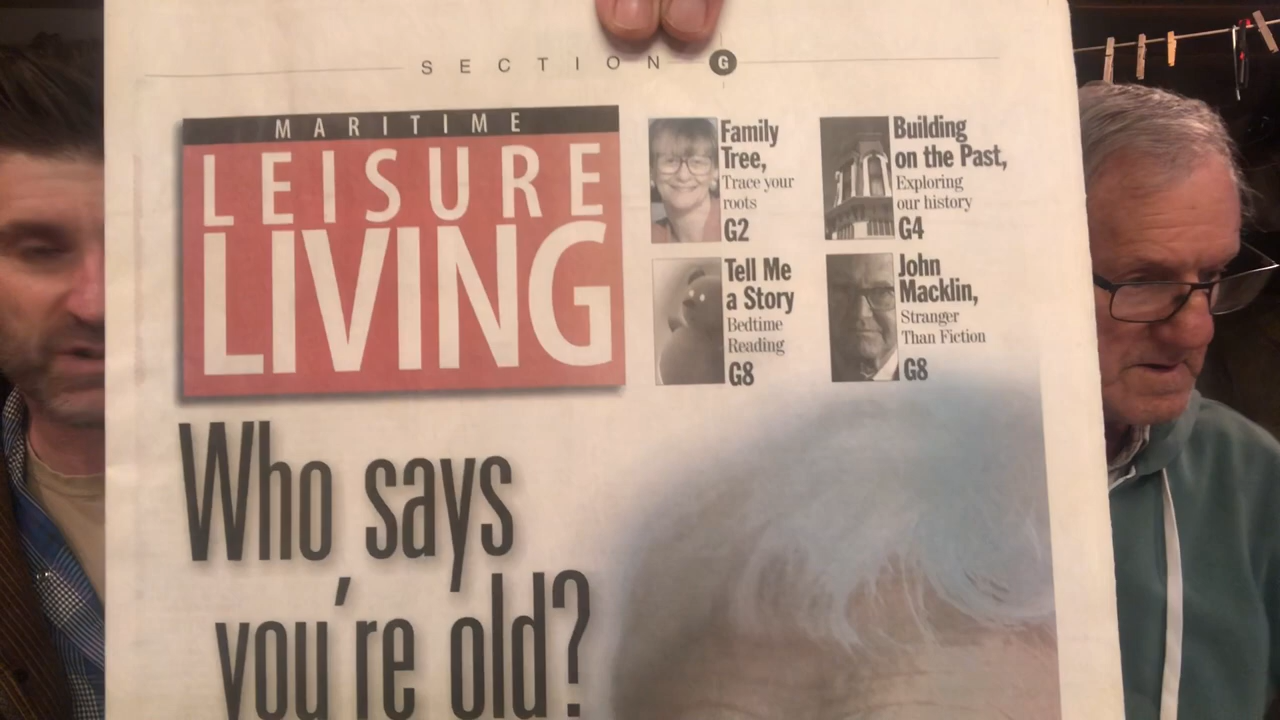 SECTION G
MARITIME
LEISURE
LIVING
Family
Tree,
Trace your
roots
G2
Building
on the Past,
Exploring
our history
G4
Tell Me
a Story
Bedtime
Reading
G8
John
Macklin,
Stranger
Than Fiction
G8
Who says
you're old?